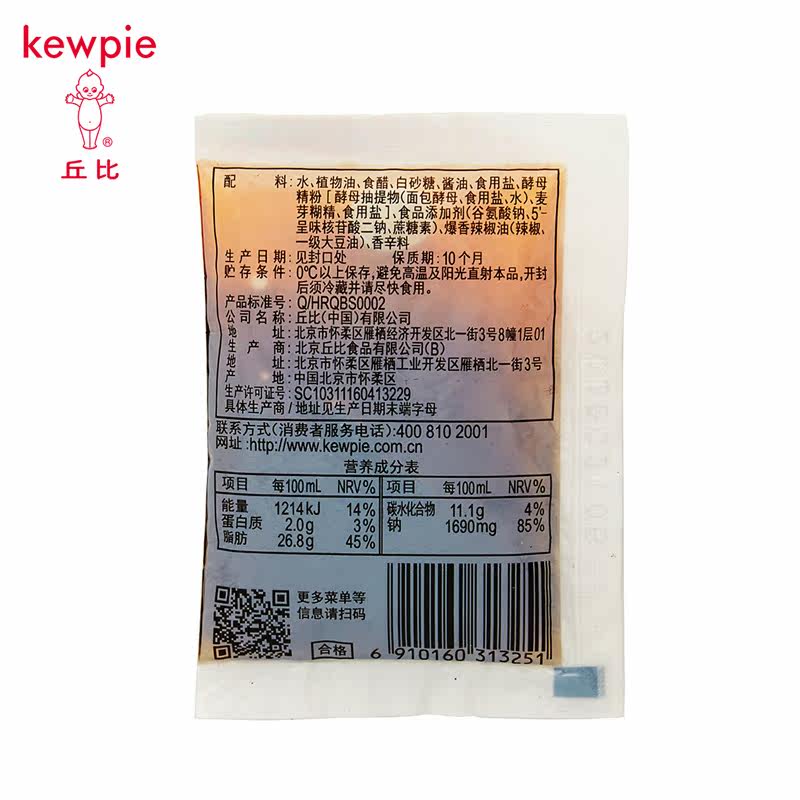 kewpie
®
丘比
配 料:水、植物油、食醋、白砂糖、酱油、食用盐、酵母
精粉[酵母抽提物(面包酵母、食用盐、水)、麦
芽糊精、食用盐]、食品添加剂(谷氨酸钠、5'-
呈味核苷酸二钠、蔗糖素)、爆香辣椒油(辣椒、
一级大豆油)、香辛料
生产日期:见封口处 保质期:10个月
贮存条件:0℃以上保存,避免高温及阳光直射本品,开封
后须冷藏并请尽快食用。
产品标准号:Q/HRQBS0002
公司名称:丘比(中国)有限公司
地 址:北京市怀柔区雁栖经济开发区北一街3号8幢1层01
生 产 商:北京丘比食品有限公司(B)
地 址:北京市怀柔区雁栖工业开发区雁栖北一街3号
产 地:中国北京市怀柔区
生产许可证号:SC10311160413229
具体生产商/地址见生产日期末端字母
联系方式(消费者服务电话):400 810 2001
网址:http://www.kewpie.com.cn
营养成分表
项目 每100mL NRV% 项目 每100mL NRV%
能量 1214kJ 14% 碳水化合物 11.1g 4%
蛋白质 2.0g 3% 钠 1690mg 85%
脂肪 26.8g 45%
更多菜单等
信息请扫码
合格
6 910160 313251